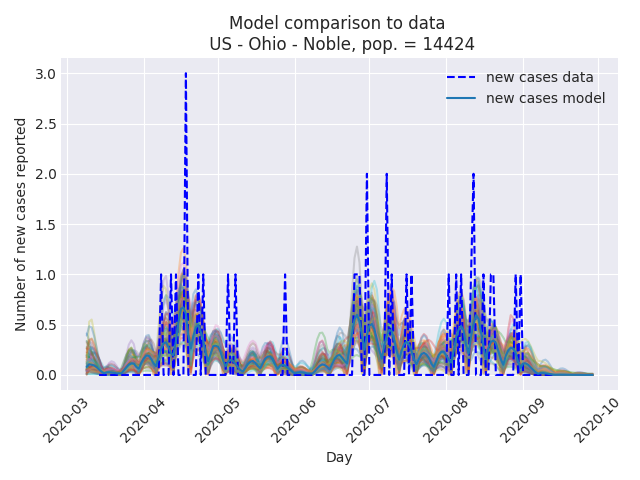 Model comparison to data
US - Ohio - Noble, pop. = 14424
new cases data
new cases model
Number of new cases reported
3.0
2.5
2.0
1.5
1.0
0.5
0.0
2020-03
2020-04
2020-05
2020-06
2020-07
2020-08
2020-09
2020-10
Day